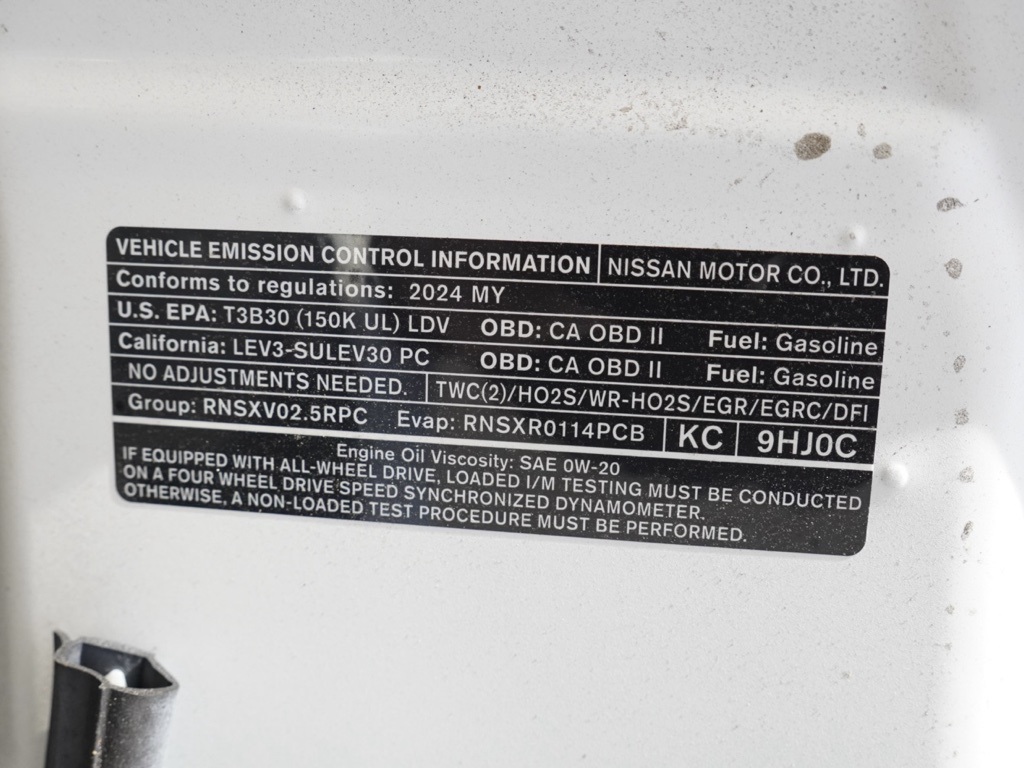 VEHICLE EMISSION CONTROL INFORMATION NISSAN MOTOR CO., LTD.
Conforms to regulations: 2024 MY
U.S. EPA: T3B30 (150K UL) LDV OBD: CA OBD II Fuel: Gasoline
California: LEV3-SULEV30 PC OBD: CA OBD II Fuel: Gasoline
NO ADJUSTMENTS NEEDED. TWC(2)/HO2S/WR-HO2S/EGR/EGRC/DFI
Group: RNSXV02.5RPC Evap: RNSXR0114PCB KC 9HJ0C
Engine Oil Viscosity: SAE 0W-20
IF EQUIPPED WITH ALL-WHEEL DRIVE, LOADED I/M TESTING MUST BE CONDUCTED
ON A FOUR WHEEL DRIVE SPEED SYNCHRONIZED DYNAMOMETER.
OTHERWISE, A NON-LOADED TEST PROCEDURE MUST BE PERFORMED.